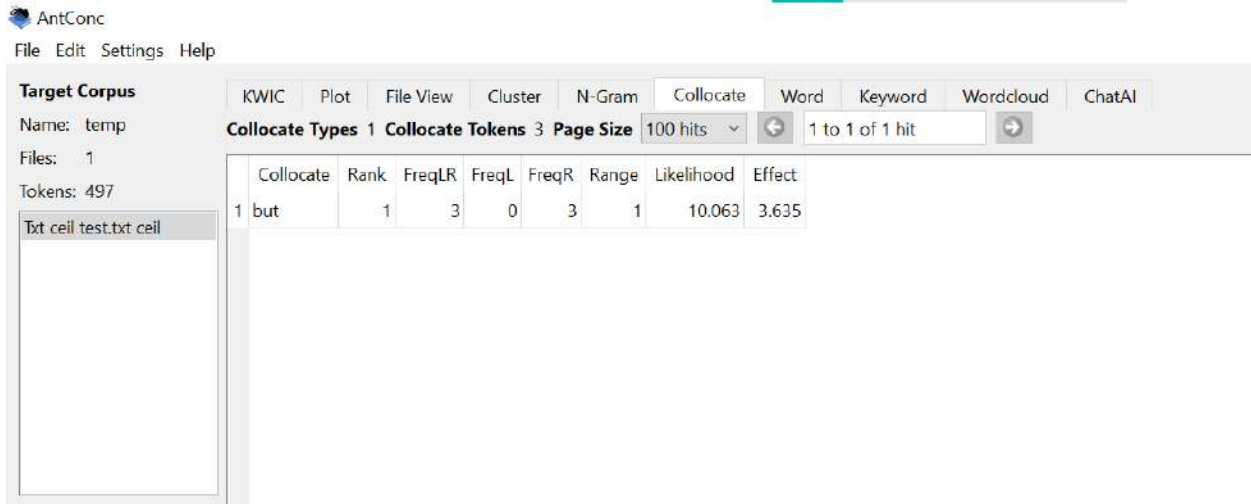 AntConc
File Edit Settings Help
Target Corpus
Name: temp
Files: 1
Tokens: 497
Txt ceil test.txt ceil
KWIC Plot File View Cluster N-Gram Collocate Word Keyword Wordcloud ChatAI
Collocate Types 1 Collocate Tokens 3 Page Size 100 hits 1 to 1 of 1 hit
Collocate Rank FreqLR FreqL FreqR Range Likelihood Effect
1 but 1 3 0 3 1 10.063 3.635